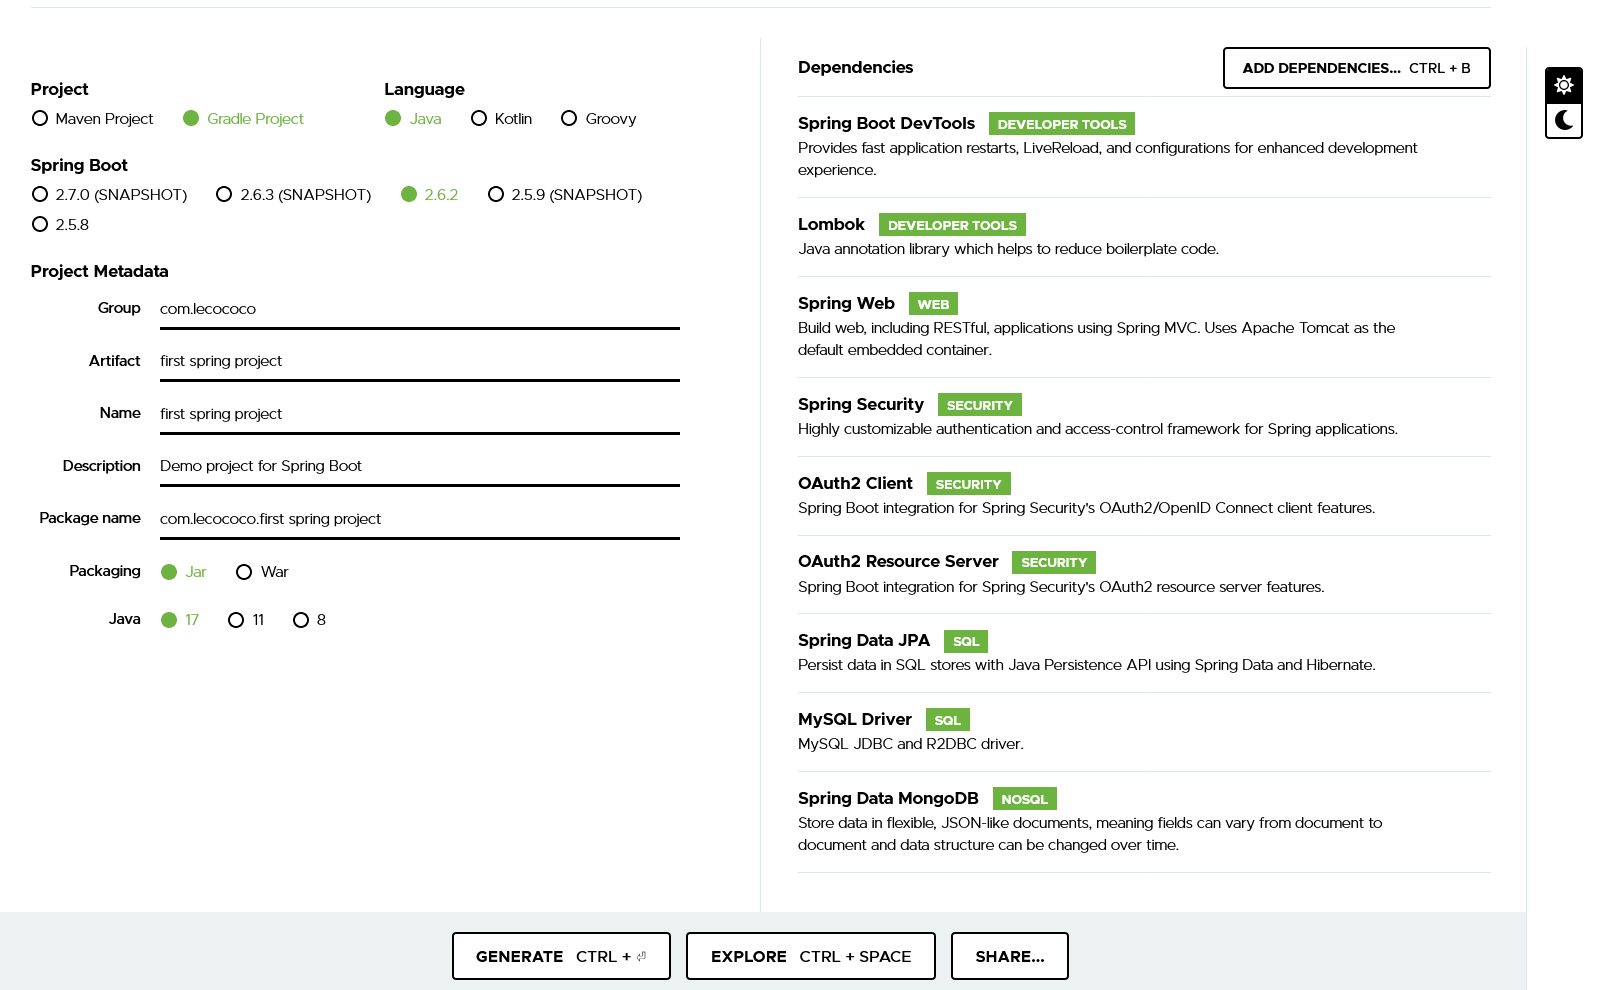 Project
Maven Project Gradle Project
Language
Java Kotlin Groovy
Spring Boot
2.7.0 (SNAPSHOT) 2.6.3 (SNAPSHOT) 2.6.2 2.5.9 (SNAPSHOT)
2.5.8
Project Metadata
Group com.lecococo
Artifact first spring project
Name first spring project
Description Demo project for Spring Boot
Package name com.lecococo.first spring project
Packaging Jar War
Java 17 11 8
Dependencies
ADD DEPENDENCIES... CTRL + B
Spring Boot DevTools DEVELOPER TOOLS
Provides fast application restarts, LiveReload, and configurations for enhanced development
experience.
Lombok DEVELOPER TOOLS
Java annotation library which helps to reduce boilerplate code.
Spring Web WEB
Build web, including RESTful, applications using Spring MVC. Uses Apache Tomcat as the
default embedded container.
Spring Security SECURITY
Highly customizable authentication and access-control framework for Spring applications.
OAuth2 Client SECURITY
Spring Boot integration for Spring Security's OAuth2/OpenID Connect client features.
OAuth2 Resource Server SECURITY
Spring Boot integration for Spring Security's OAuth2 resource server features.
Spring Data JPA SQL
Persist data in SQL stores with Java Persistence API using Spring Data and Hibernate.
MySQL Driver SQL
MySQL JDBC and R2DBC driver.
Spring Data MongoDB NOSQL
Store data in flexible, JSON-like documents, meaning fields can vary from document to
document and data structure can be changed over time.
GENERATE CTRL + ⏎
EXPLORE CTRL + SPACE
SHARE...